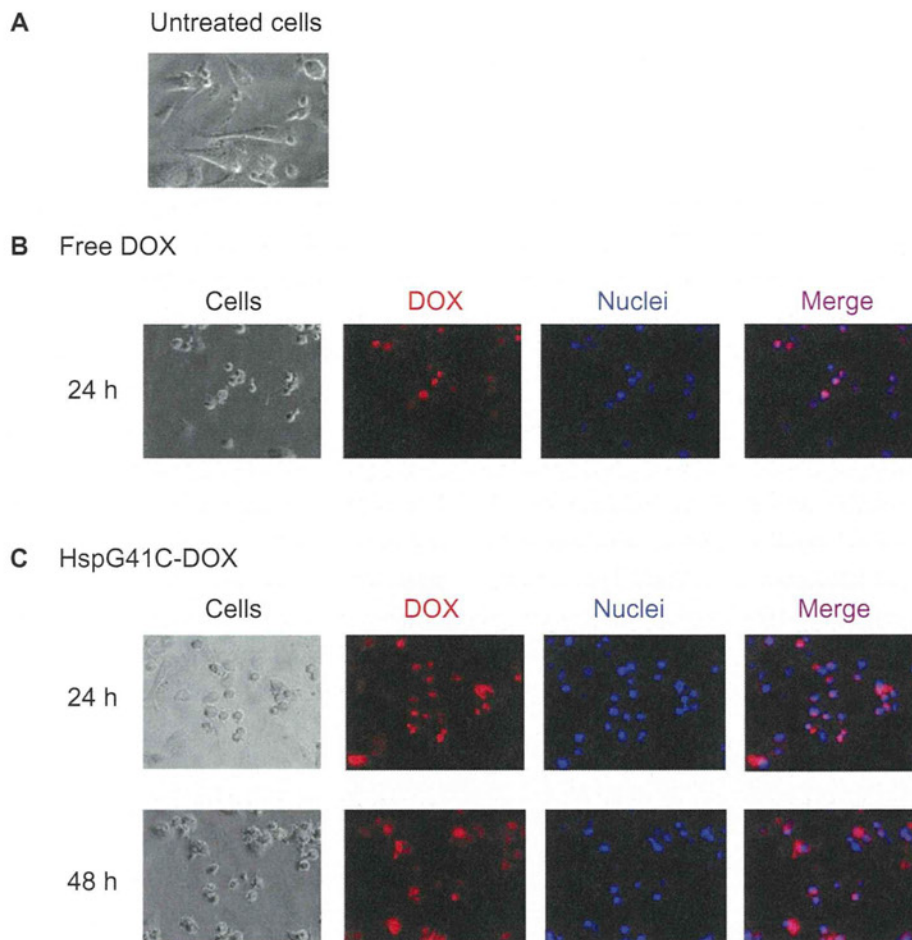 A Untreated cells
B Free DOX
Cells DOX Nuclei Merge
24 h
C HspG41C-DOX
Cells DOX Nuclei Merge
24 h
48 h